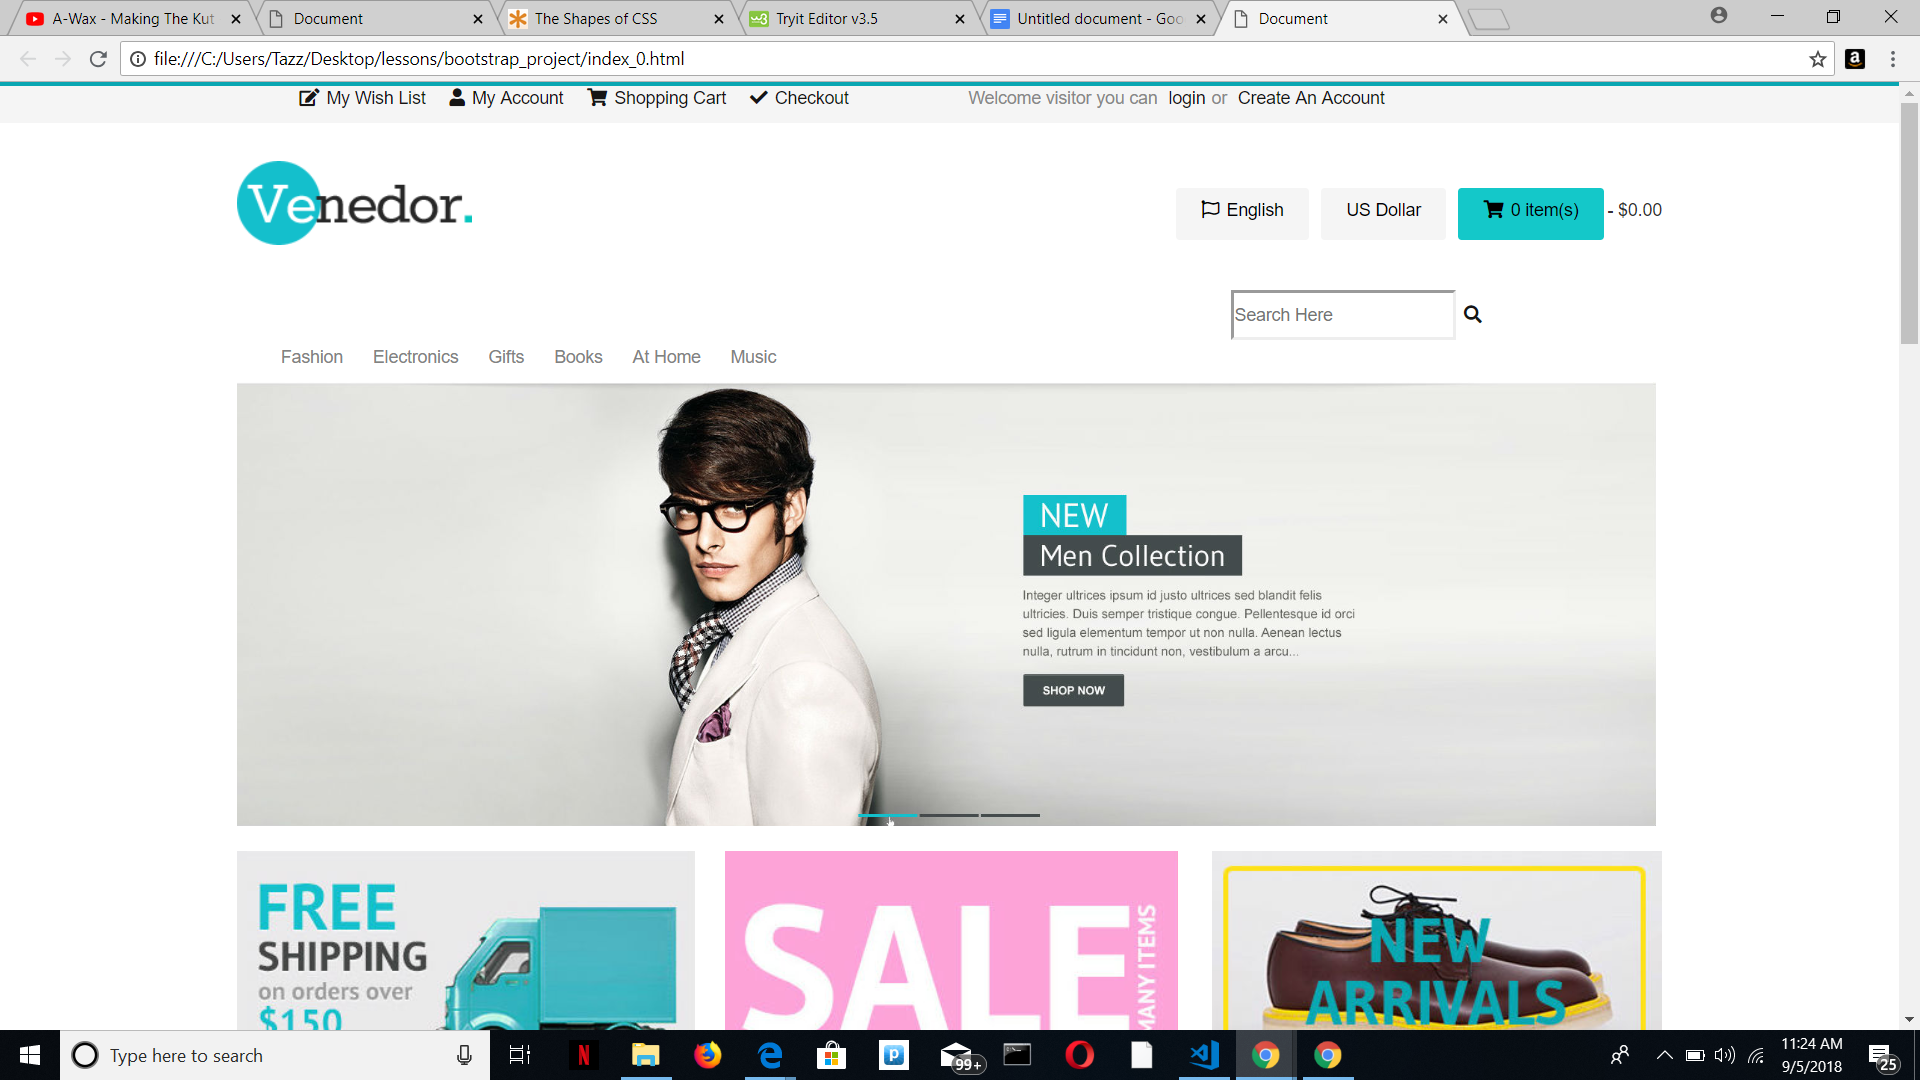 A-Wax - Making The Kut
Document
The Shapes of CSS
w3 Tryit Editor v3.5
Untitled document - Goo
Document
file:///C:/Users/Tazz/Desktop/lessons/bootstrap_project/index_0.html
My Wish List My Account Shopping Cart Checkout Welcome visitor you can login or Create An Account
Venedor.
English US Dollar 0 item(s) - $0.00
Search Here
Fashion Electronics Gifts Books At Home Music
NEW
Men Collection
Integer ultrices ipsum id justo ultrices sed blandit felis
ultricies. Duis semper tristique congue. Pellentesque id orci
sed ligula elementum tempor ut non nulla. Aenean lectus
nulla, rutrum in tincidunt non, vestibulum a arcu...
SHOP NOW
FREE
SHIPPING
on orders over
$150
SALE
MANY ITEMS
NEW
ARRIVALS
Type here to search
99+
11:24 AM
9/5/2018
25